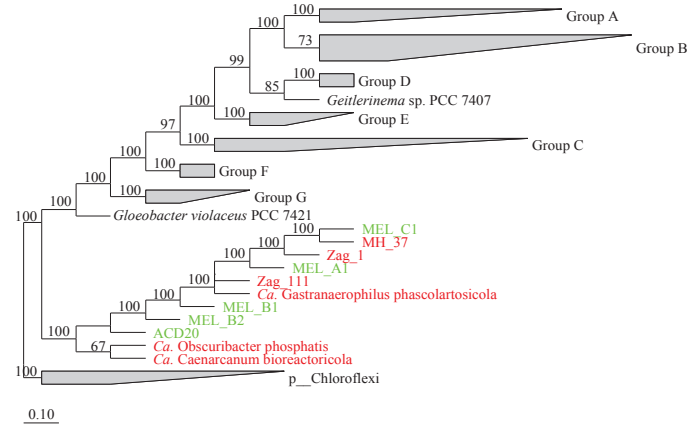 100
Group A
100
73
Group B
99
100
Group D
85
Geitlerinema sp. PCC 7407
100
100
Group E
97
100
Group C
100
100
Group F
100
100
Group G
100
Gloeobacter violaceus PCC 7421
100
MEL_C1
100
MH_37
100
Zag_1
100
MEL_A1
100
Zag_111
Ca. Gastranaerophilus phascolartosicola
100
MEL_B1
100
MEL_B2
100
ACD20
67
Ca. Obscuribacter phosphatis
Ca. Caenarcanum bioreactoricola
100
p__Chloroflexi
0.10